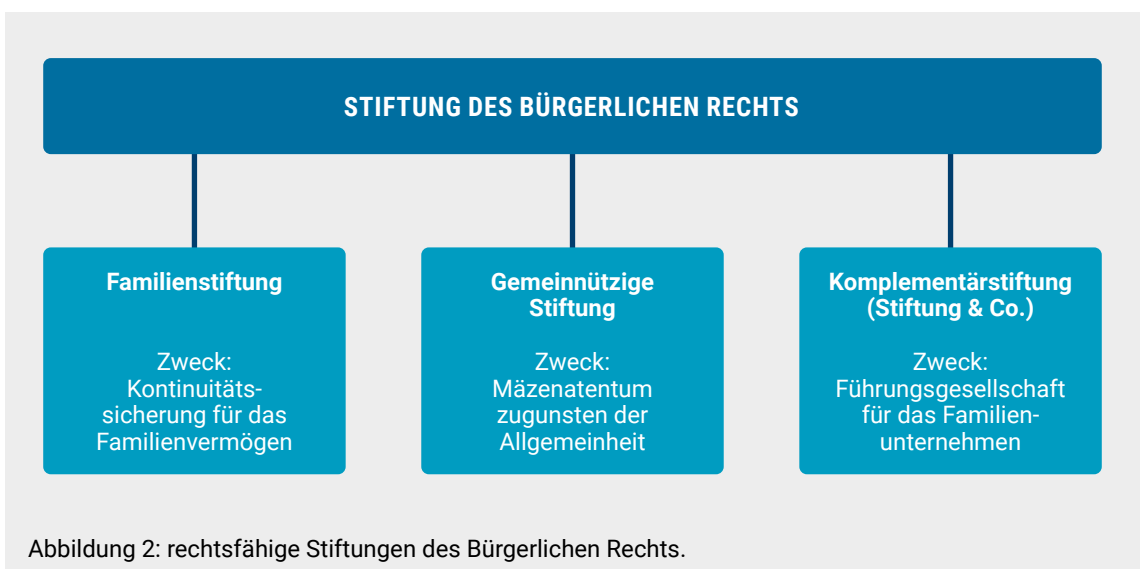 STIFTUNG DES BÜRGERLICHEN RECHTS
Familienstiftung
Zweck:
Kontinuitäts-
sicherung für das
Familienvermögen
Gemeinnützige
Stiftung
Zweck:
Mäzenatentum
zugunsten der
Allgemeinheit
Komplementärstiftung
(Stiftung & Co.)
Zweck:
Führungsgesellschaft
für das Familien-
unternehmen
Abbildung 2: rechtsfähige Stiftungen des Bürgerlichen Rechts.